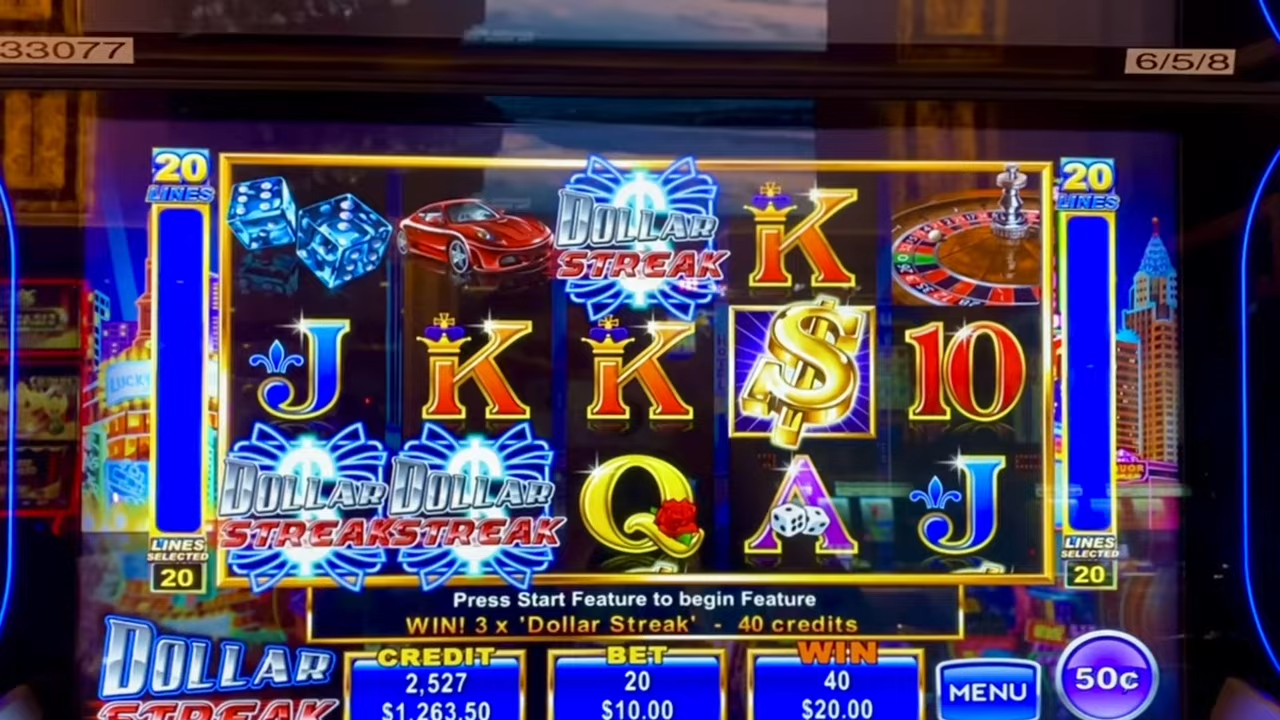 33077
6/5/8
20
LINES
20
LINES
DOLLAR
STREAK
K
J
K
K
$
10
DOLLAR
STREAK
DOLLAR
STREAK
Q
A
J
LINES
SELECTED
20
LINES
SELECTED
20
Press Start Feature to begin Feature
WIN! 3 x 'Dollar Streak' - 40 credits
DOLLAR
STREAK
CREDIT
2,527
$1,263.50
BET
20
$10.00
WIN
40
$20.00
MENU
50¢